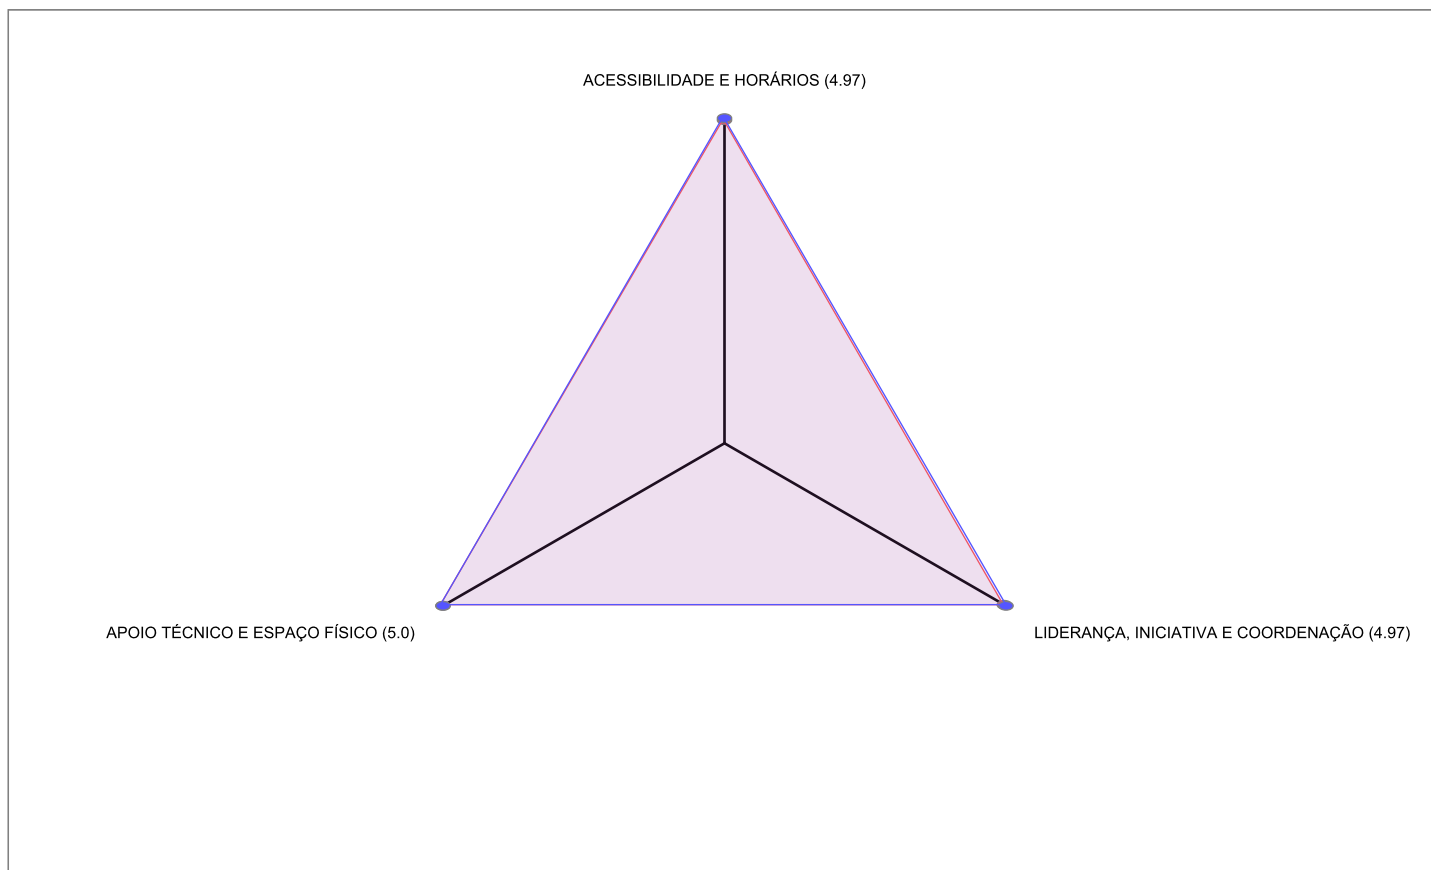 ACESSIBILIDADE E HORÁRIOS (4.97)
APOIO TÉCNICO E ESPAÇO FÍSICO (5.0)
LIDERANÇA, INICIATIVA E COORDENAÇÃO (4.97)